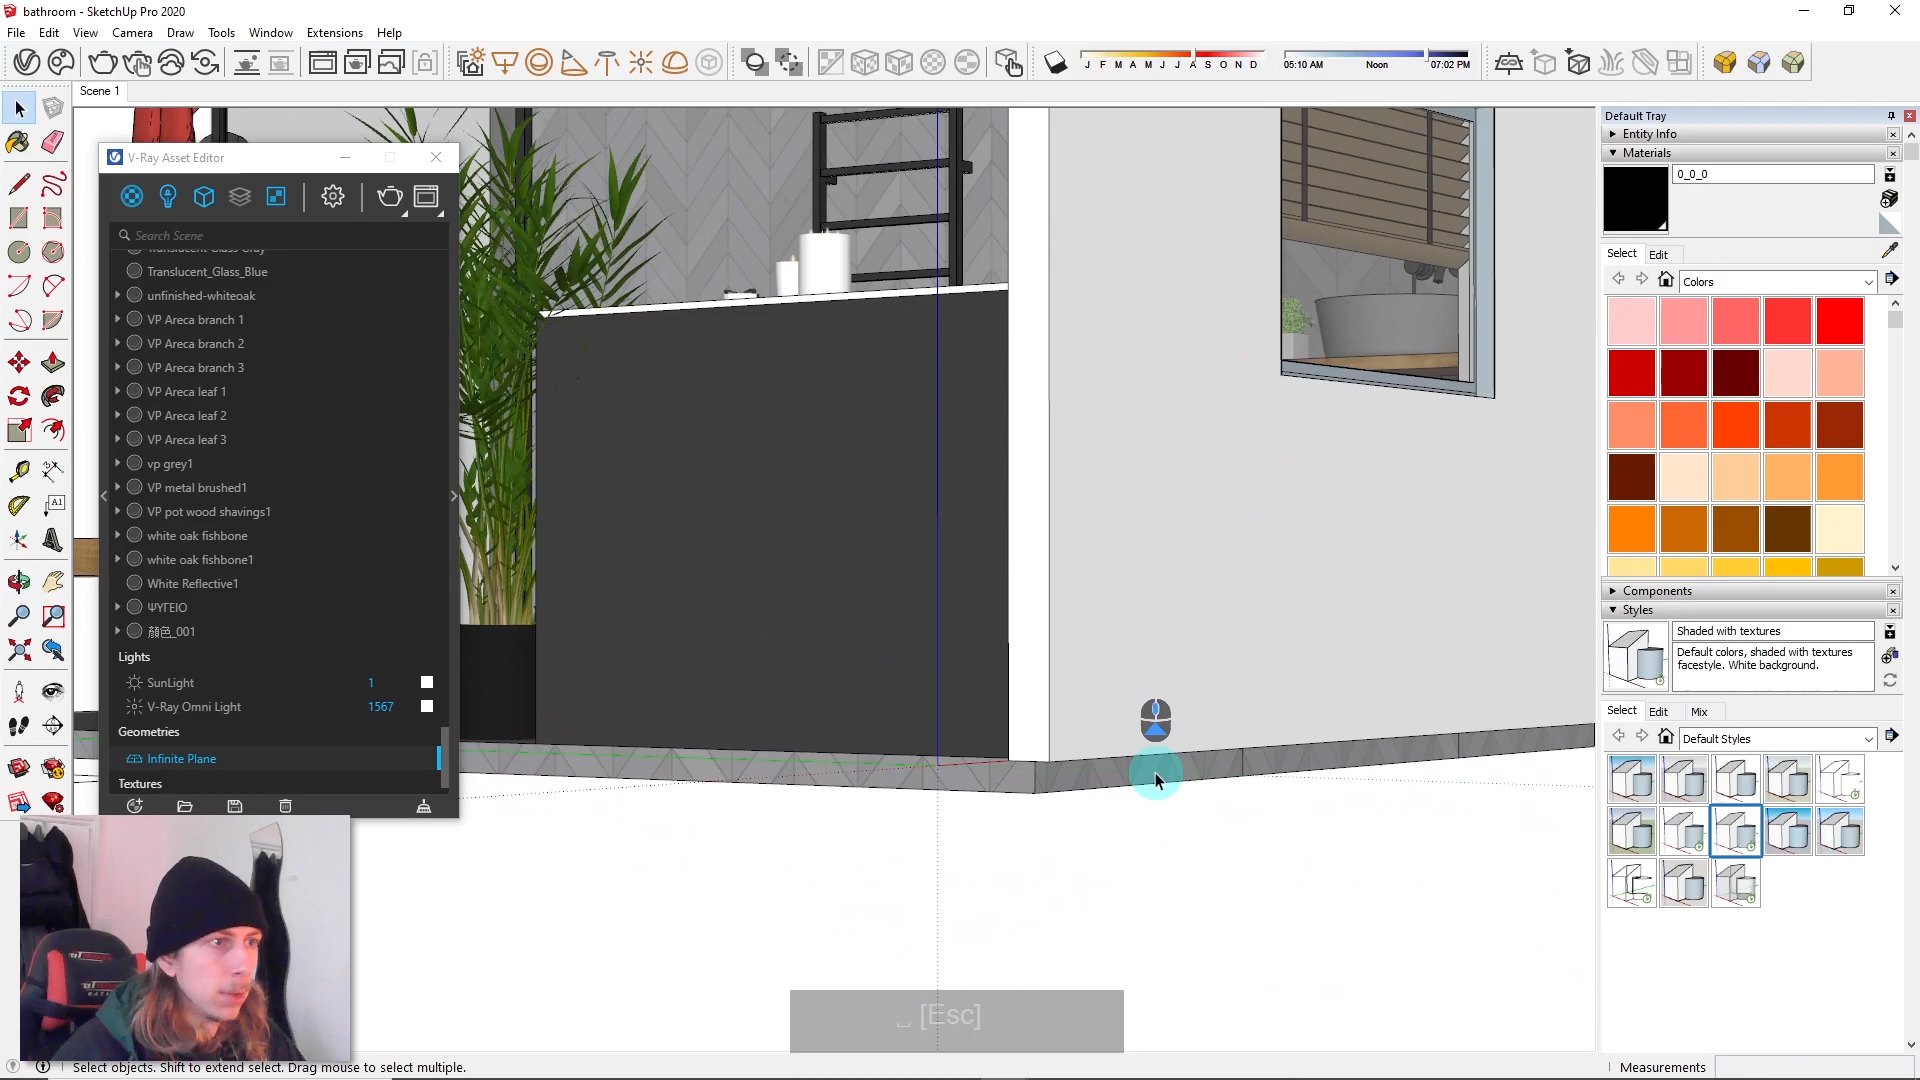 bathroom - SketchUp Pro 2020
File Edit View Camera Draw Tools Window Extensions Help
J F M A M J J A S O N D
05:10 AM Noon 07:02 PM
Scene 1
V-Ray Asset Editor
Search Scene
Translucent_Glass_Blue
unfinished-whiteoak
VP Areca branch 1
VP Areca branch 2
VP Areca branch 3
VP Areca leaf 1
VP Areca leaf 2
VP Areca leaf 3
vp grey1
VP metal brushed1
VP pot wood shavings1
white oak fishbone
white oak fishbone1
White Reflective1
ΨΥΓΕΙΟ
顔色_001
Lights
SunLight 1
V-Ray Omni Light 1567
Geometries
Infinite Plane
Textures
Default Tray
Entity Info
Materials
0_0_0
Select Edit
Colors
Components
Styles
Shaded with textures
Default colors, shaded with textures
facestyle. White background.
Select Edit Mix
Default Styles
[Esc]
Select objects. Shift to extend select. Drag mouse to select multiple.
Measurements